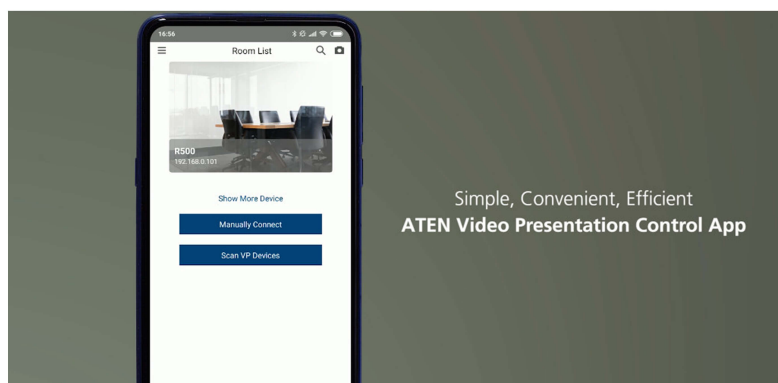 16:56
Room List
R500
192.168.0.101
Show More Device
Manually Connect
Scan VP Devices
Simple, Convenient, Efficient
ATEN Video Presentation Control App